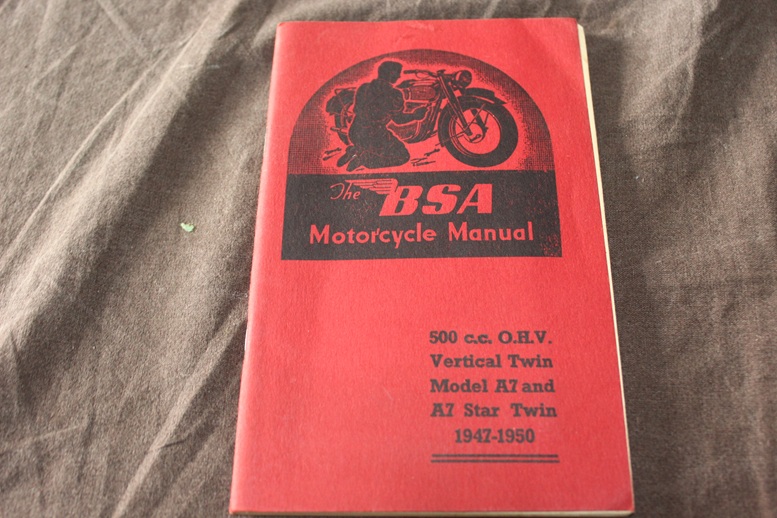 The BSA
Motorcycle Manual
500 c.c. O.H.V.
Vertical Twin
Model A7 and
A7 Star Twin
1947-1950